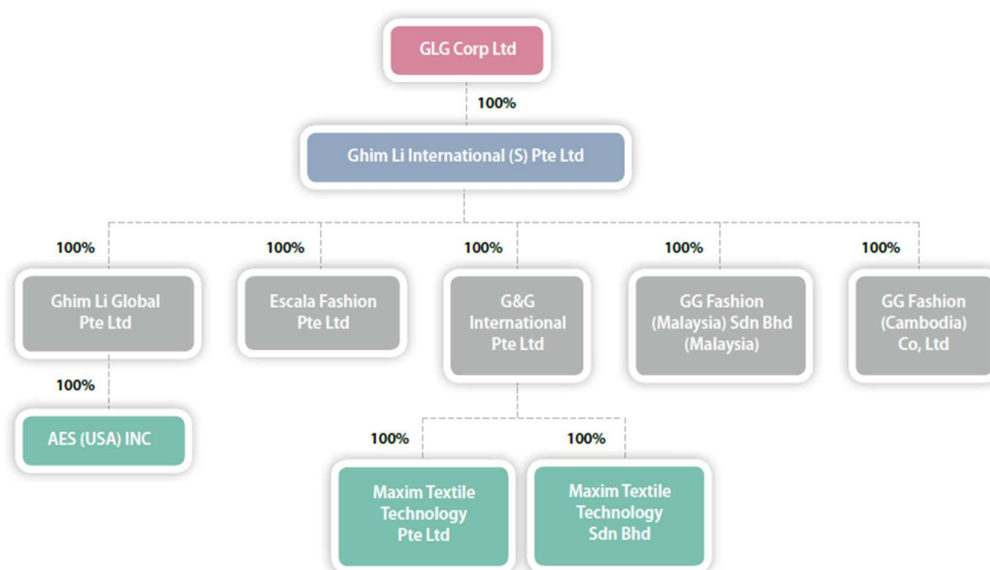 GLG Corp Ltd
100%
Ghim Li International (S) Pte Ltd
100%
100%
100%
100%
100%
Ghim Li Global
Pte Ltd
Escala Fashion
Pte Ltd
G&G
International
Pte Ltd
GG Fashion
(Malaysia) Sdn Bhd
(Malaysia)
GG Fashion
(Cambodia)
Co, Ltd
100%
AES (USA) INC
100%
100%
Maxim Textile
Technology
Pte Ltd
Maxim Textile
Technology
Sdn Bhd